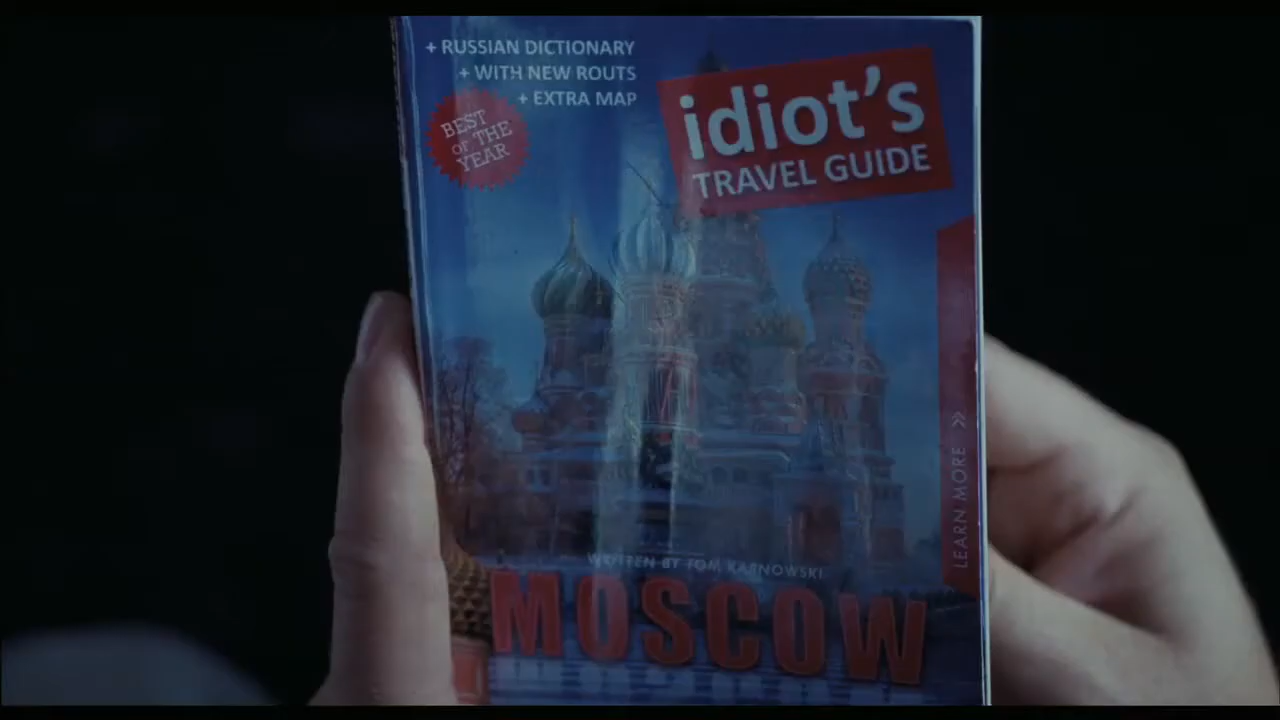 + RUSSIAN DICTIONARY
+ WITH NEW ROUTS
+ EXTRA MAP
BEST
OF THE
YEAR
idiot's
TRAVEL GUIDE
LEARN MORE »
WRITTEN BY TOM KARNOWSKI
MOSCOW